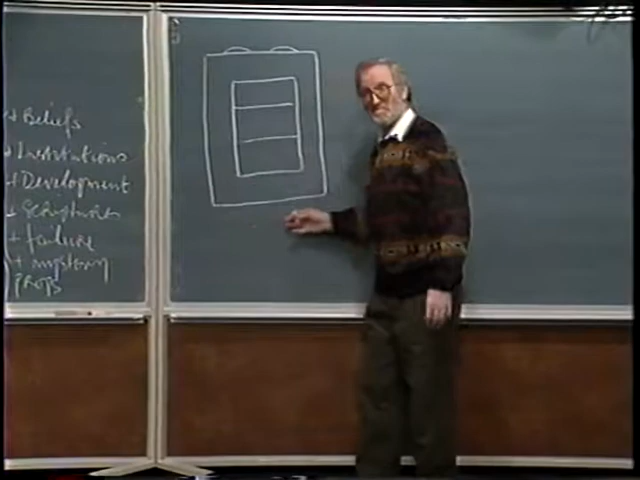 + Beliefs
+ Institutions
+ Development
+ Scriptures
+ failure
+ mystery
props